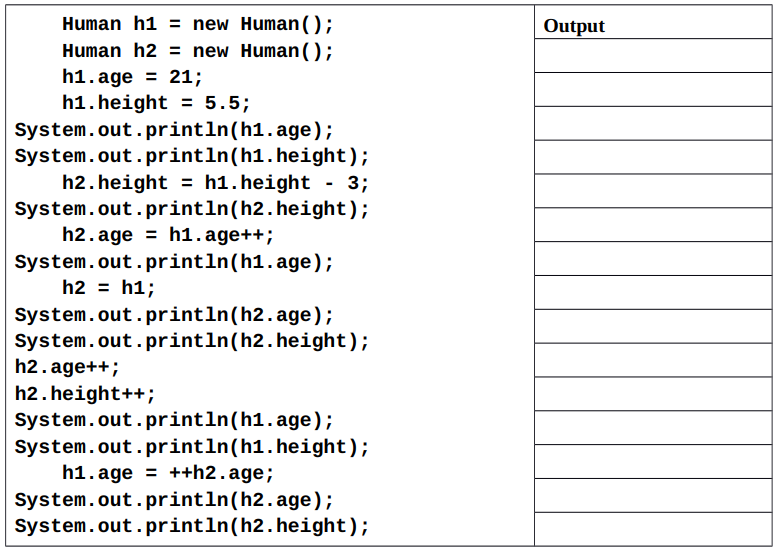 Human h1 = new Human();
Human h2 = new Human();
h1.age = 21;
h1.height = 5.5;
System.out.println(h1.age);
System.out.println(h1.height);
h2.height = h1.height - 3;
System.out.println(h2.height);
h2.age = h1.age++;
System.out.println(h1.age);
h2 = h1;
System.out.println(h2.age);
System.out.println(h2.height);
h2.age++;
h2.height++;
System.out.println(h1.age);
System.out.println(h1.height);
h1.age = ++h2.age;
System.out.println(h2.age);
System.out.println(h2.height);
Output